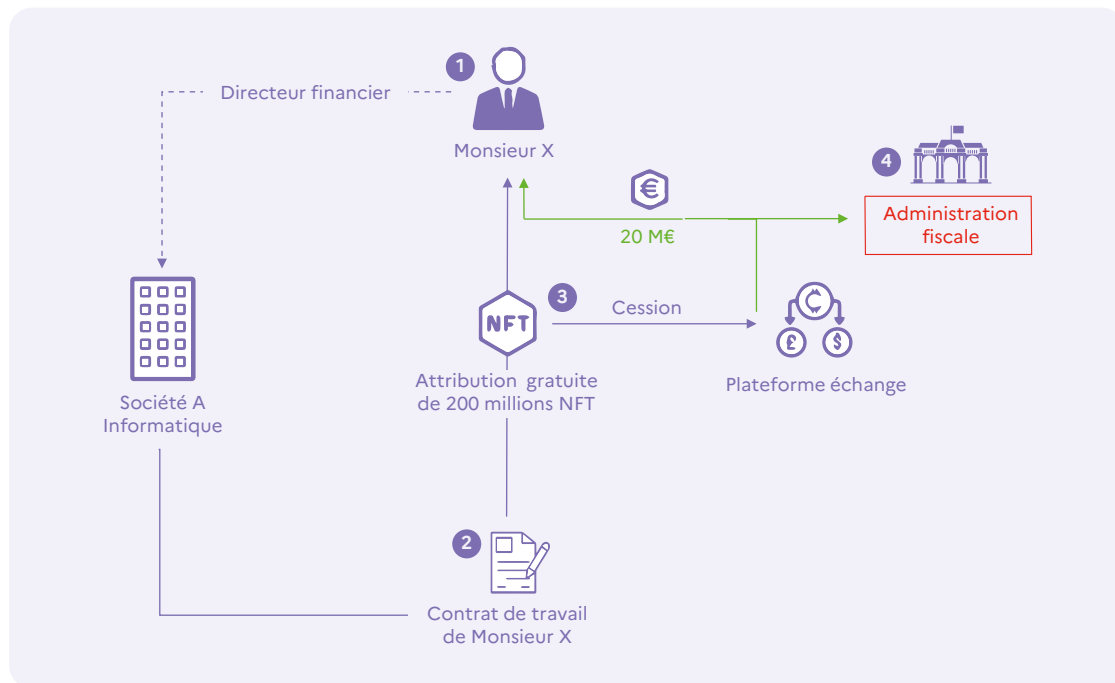 1
Directeur financier
Monsieur X
4
Administration
fiscale
€
20 M€
3
NFT
Cession
£
$
Attribution gratuite
de 200 millions NFT
Plateforme échange
Société A
Informatique
2
Contrat de travail
de Monsieur X